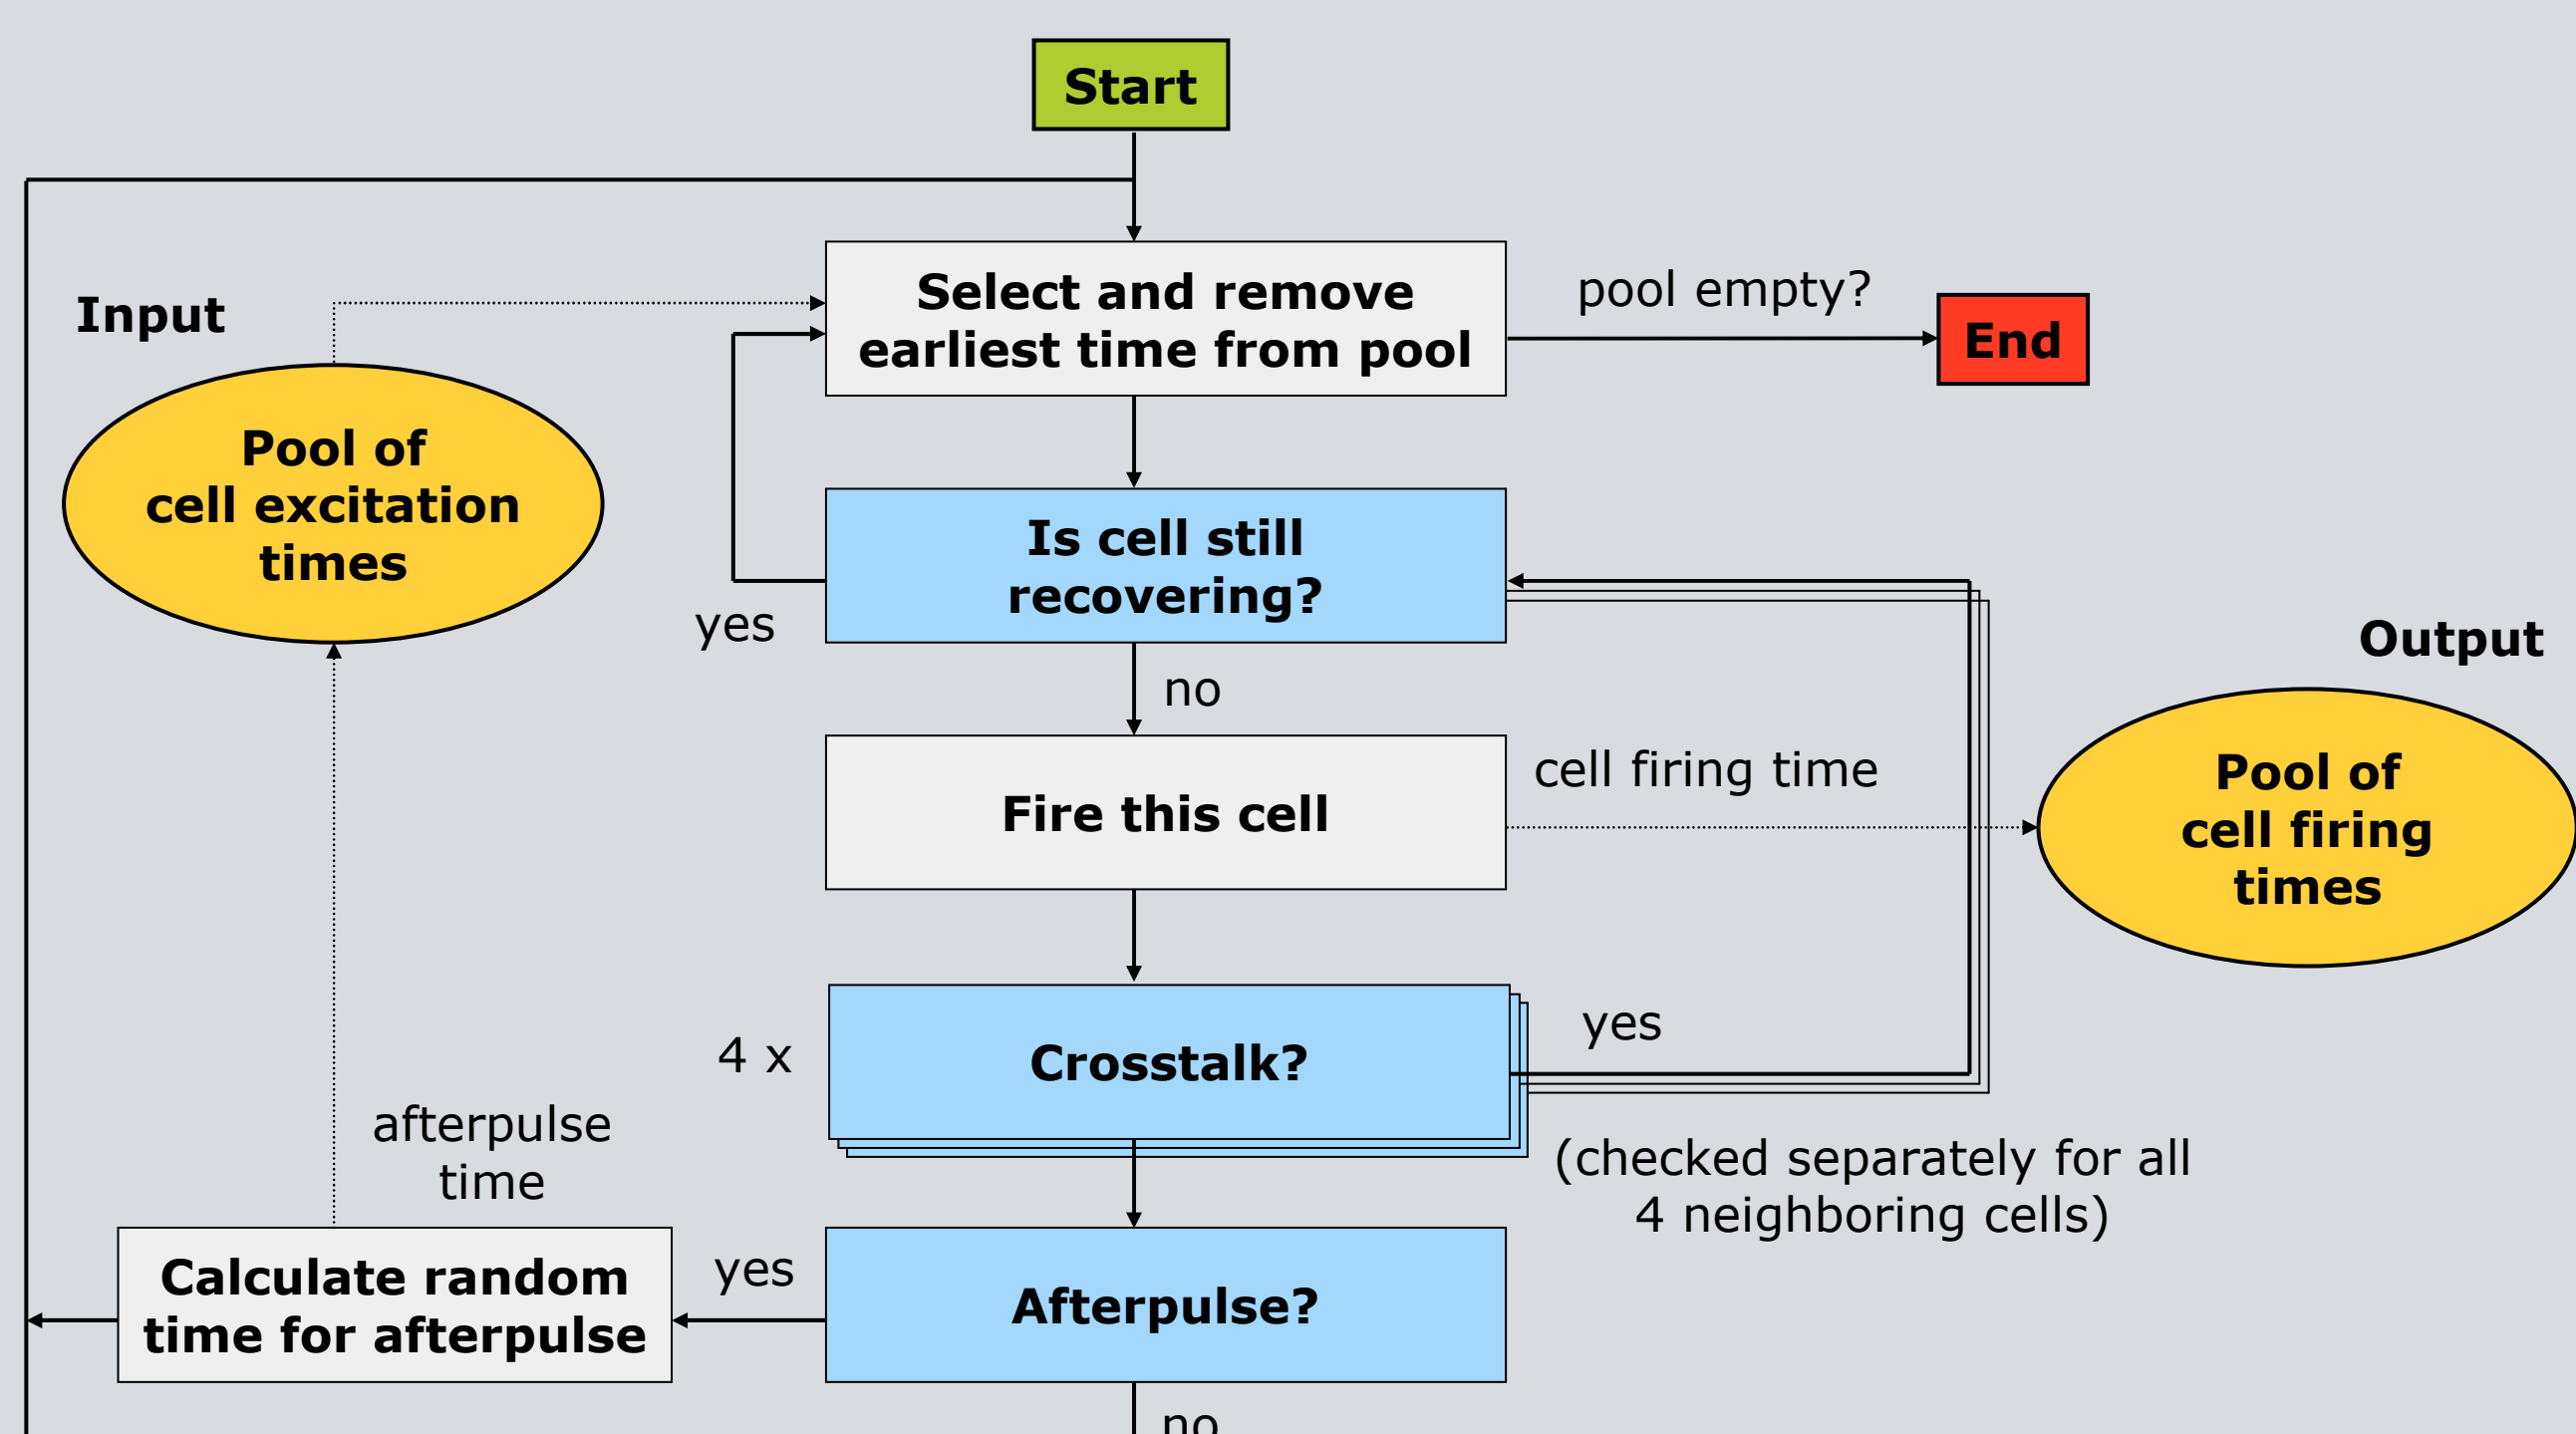 Start
Input
Select and remove
earliest time from pool
pool empty?
End
Pool of
cell excitation
times
Is cell still
recovering?
yes
no
Output
Fire this cell
cell firing time
Pool of
cell firing
times
4 x
Crosstalk?
yes
(checked separately for all
4 neighboring cells)
afterpulse
time
Calculate random
time for afterpulse
yes
Afterpulse?
no